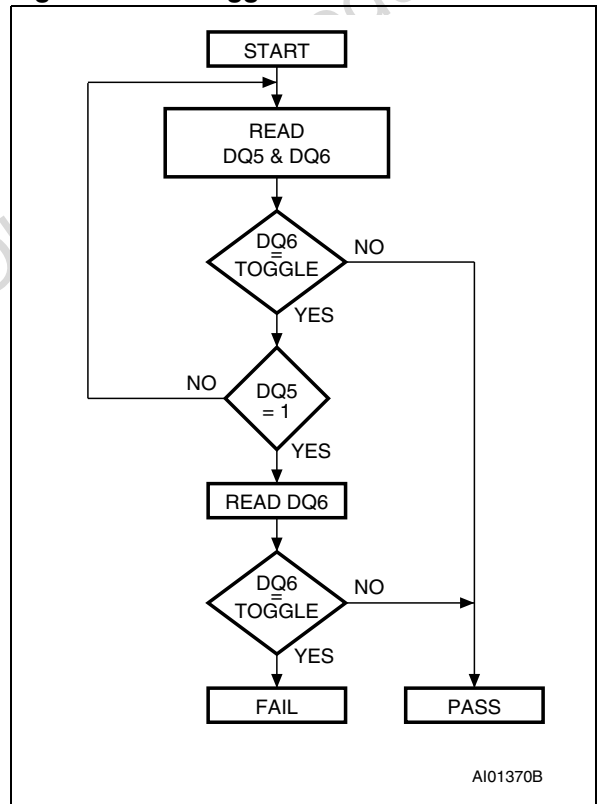 START
READ
DQ5 & DQ6
DQ6
=
TOGGLE
NO
YES
NO
DQ5
= 1
YES
READ DQ6
DQ6
=
TOGGLE
NO
YES
FAIL
PASS
AI01370B